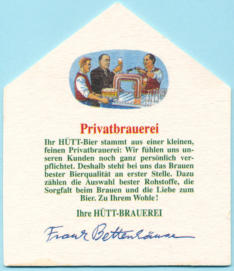 Privatbrauerei
Ihr HÜTT-Bier stammt aus einer kleinen,
feinen Privatbrauerei: Wir fühlen uns un-
seren Kunden noch ganz persönlich ver-
pflichtet. Deshalb steht bei uns das Brauen
bester Bierqualität an erster Stelle. Dazu
zählen die Auswahl bester Rohstoffe, die
Sorgfalt beim Brauen und die Liebe zum
Bier. Zu Ihrem Wohle!
Ihre HÜTT-BRAUEREI
Frank Bettenhäuser